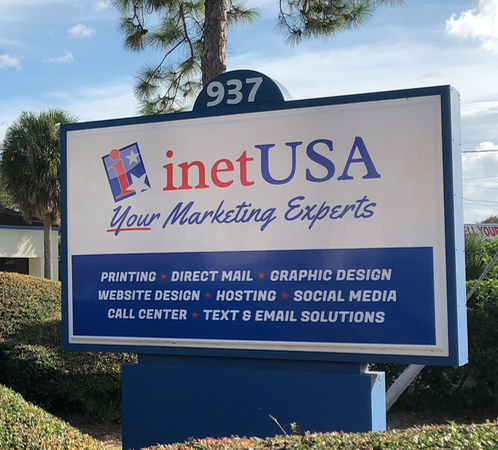 937
inetUSA
Your Marketing Experts
PRINTING ★ DIRECT MAIL ★ GRAPHIC DESIGN
WEBSITE DESIGN ★ HOSTING ★ SOCIAL MEDIA
CALL CENTER ★ TEXT & EMAIL SOLUTIONS
YOUR